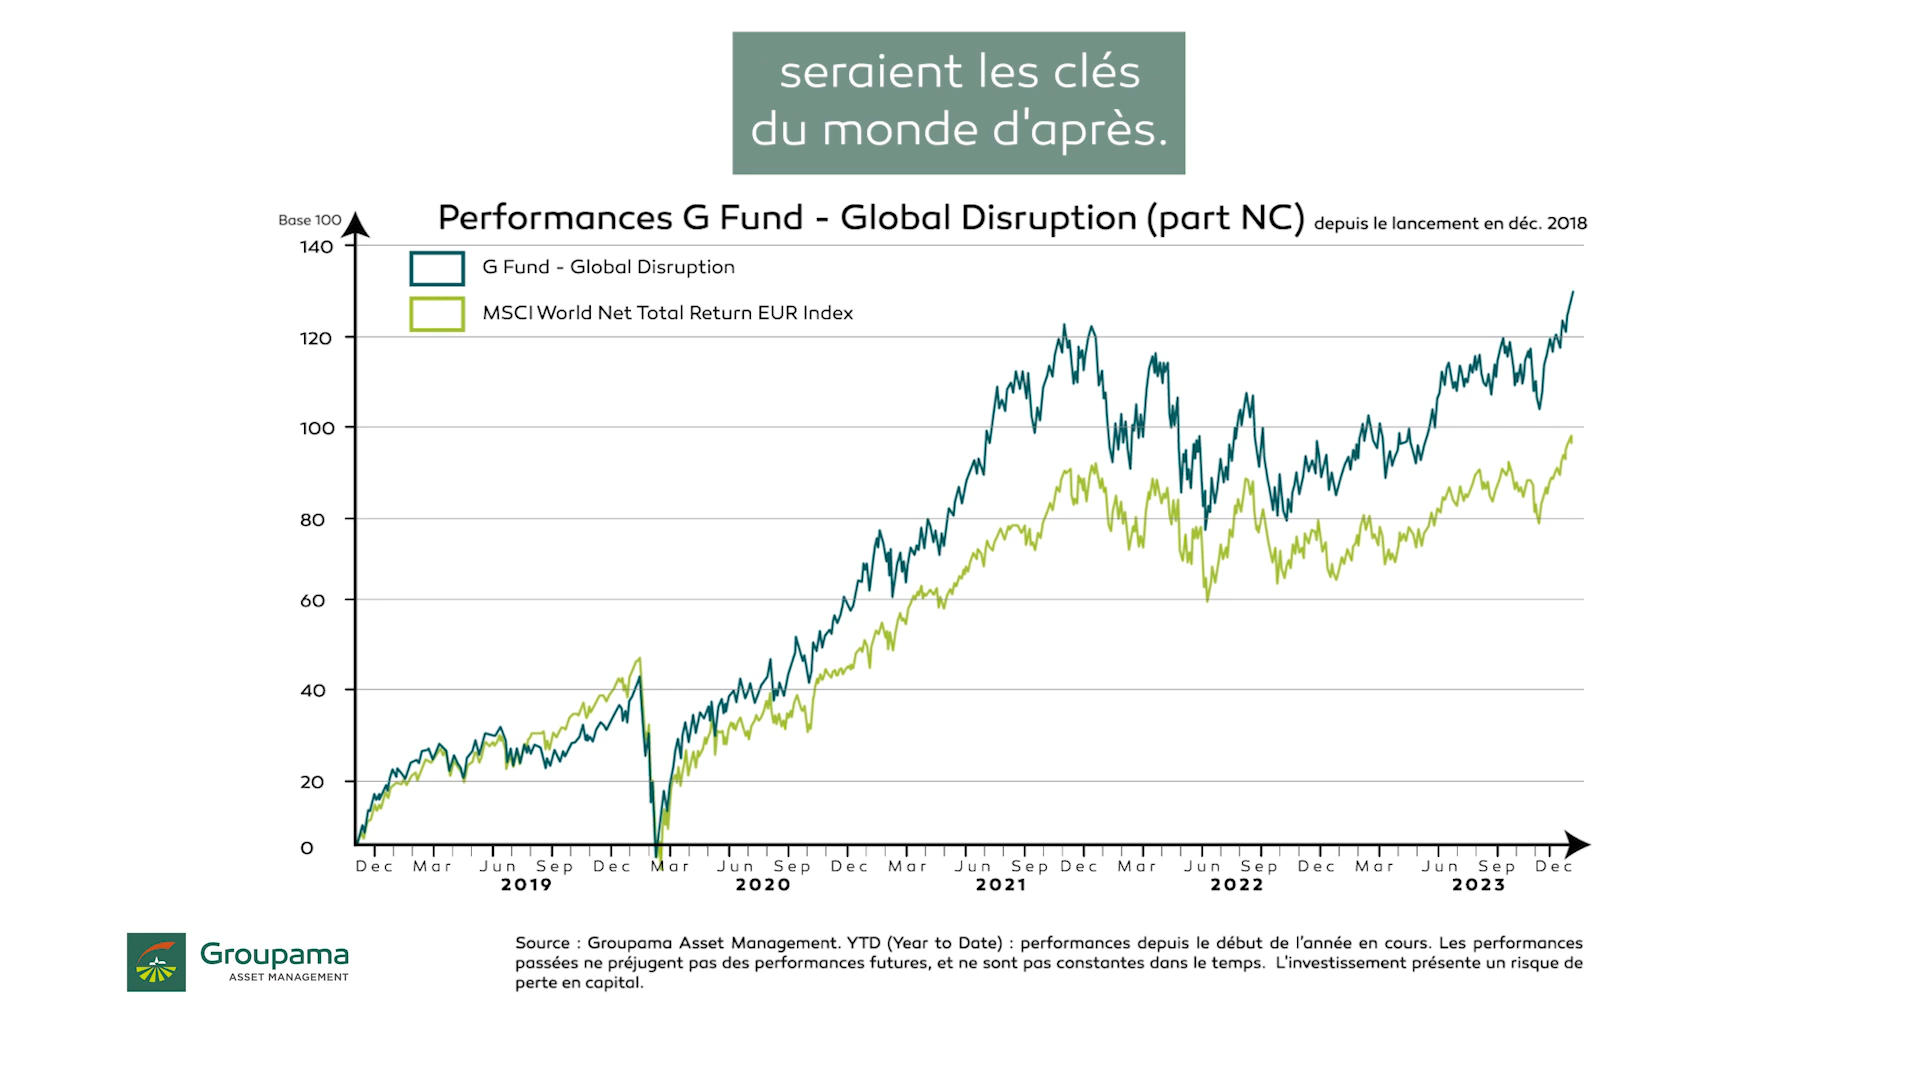 seraient les clés
du monde d'après.
Performances G Fund - Global Disruption (part NC) depuis le lancement en déc. 2018
Base 100
140
G Fund - Global Disruption
MSCI World Net Total Return EUR Index
120
100
80
60
40
20
0
Dec Mar Jun Sep Dec Mar Jun Sep Dec Mar Jun Sep Dec Mar Jun Sep Dec Mar Jun Sep Dec
2019 2020 2021 2022 2023
Groupama
ASSET MANAGEMENT
Source : Groupama Asset Management. YTD (Year to Date) : performances depuis le début de l'année en cours. Les performances
passées ne préjugent pas des performances futures, et ne sont pas constantes dans le temps. L'investissement présente un risque de
perte en capital.